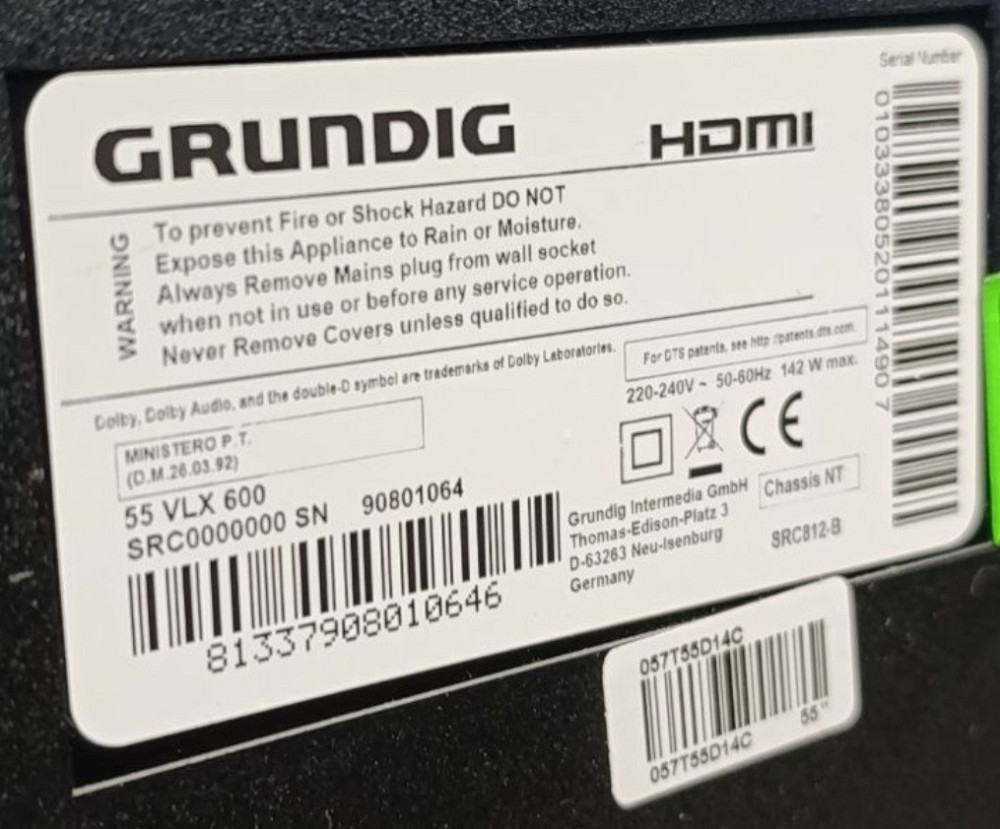 GRUNDIG
HDMI
Serial Number
WARNING
To prevent Fire or Shock Hazard DO NOT
Expose this Appliance to Rain or Moisture.
Always Remove Mains plug from wall socket
when not in use or before any service operation.
Never Remove Covers unless qualified to do so.
Dolby, Dolby Audio, and the double-D symbol are trademarks of Dolby Laboratories.
For DTS patents, see http://patents.dts.com.
220-240V ~ 50-60Hz 142 W max.
MINISTERO P.T.
(D.M.26.03.92)
CE
55 VLX 600
SRC0000000 SN 90801064
81337908010646
Grundig Intermedia GmbH
Thomas-Edison-Platz 3
D-63263 Neu-Isenburg
Germany
Chassis NT
SRC812-B
057T55D14C
057T55D14C
55"